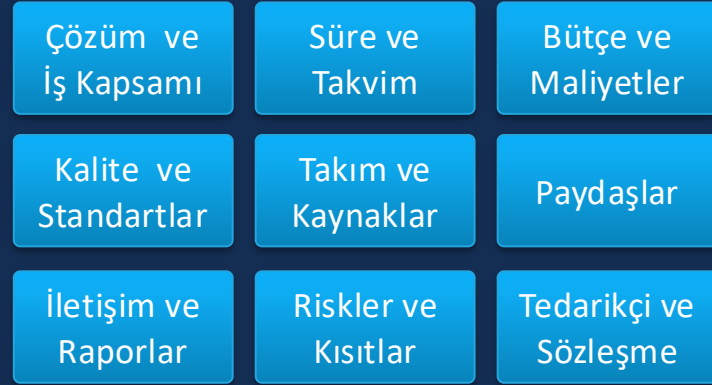 Çözüm ve
İş Kapsamı
Süre ve
Takvim
Bütçe ve
Maliyetler
Kalite ve
Standartlar
Takım ve
Kaynaklar
Paydaşlar
İletişim ve
Raporlar
Riskler ve
Kısıtlar
Tedarikçi ve
Sözleşme